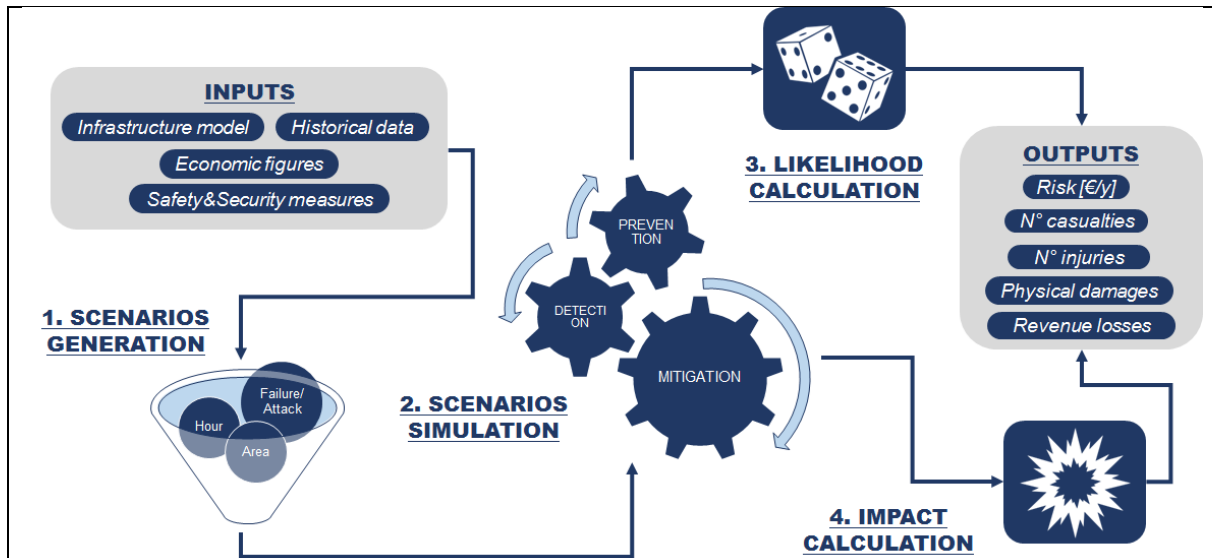 INPUTS
Infrastructure model
Historical data
Economic figures
Safety&Security measures
1. SCENARIOS
GENERATION
Failure/
Attack
Hour
Area
2. SCENARIOS
SIMULATION
PREVEN
TION
DETECTI
ON
MITIGATION
3. LIKELIHOOD
CALCULATION
4. IMPACT
CALCULATION
OUTPUTS
Risk [€/y]
N° casualties
N° injuries
Physical damages
Revenue losses